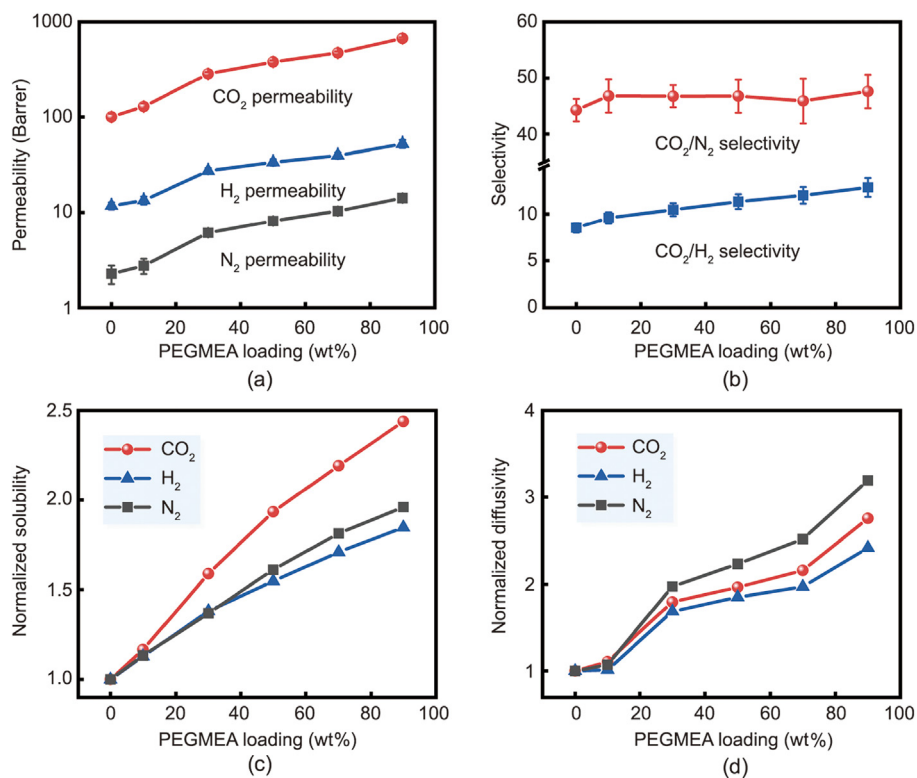 1000
100
10
1
Permeability (Barrer)
CO₂ permeability
H₂ permeability
N₂ permeability
0 20 40 60 80 100
PEGMEA loading (wt%)
(a)
60
50
40
10
5
0
Selectivity
CO₂/N₂ selectivity
CO₂/H₂ selectivity
0 20 40 60 80 100
PEGMEA loading (wt%)
(b)
2.5
2.0
1.5
1.0
Normalized solubility
CO₂
H₂
N₂
0 20 40 60 80 100
PEGMEA loading (wt%)
(c)
4
3
2
1
Normalized diffusivity
CO₂
H₂
N₂
0 20 40 60 80 100
PEGMEA loading (wt%)
(d)